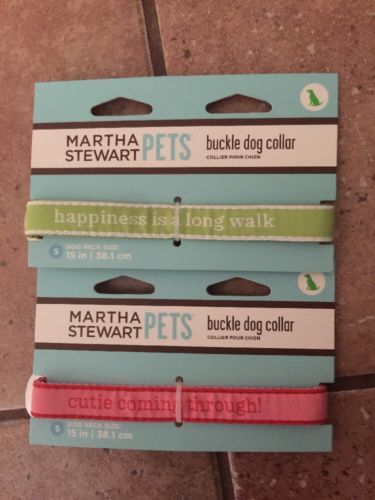 MARTHA
STEWART PETS
buckle dog collar
COLLIER POUR CHIEN
happiness is a long walk
S
DOG NECK SIZE:
15 in | 38.1 cm
MARTHA
STEWART PETS
buckle dog collar
COLLIER POUR CHIEN
cutie coming through!
S
DOG NECK SIZE:
15 in | 38.1 cm